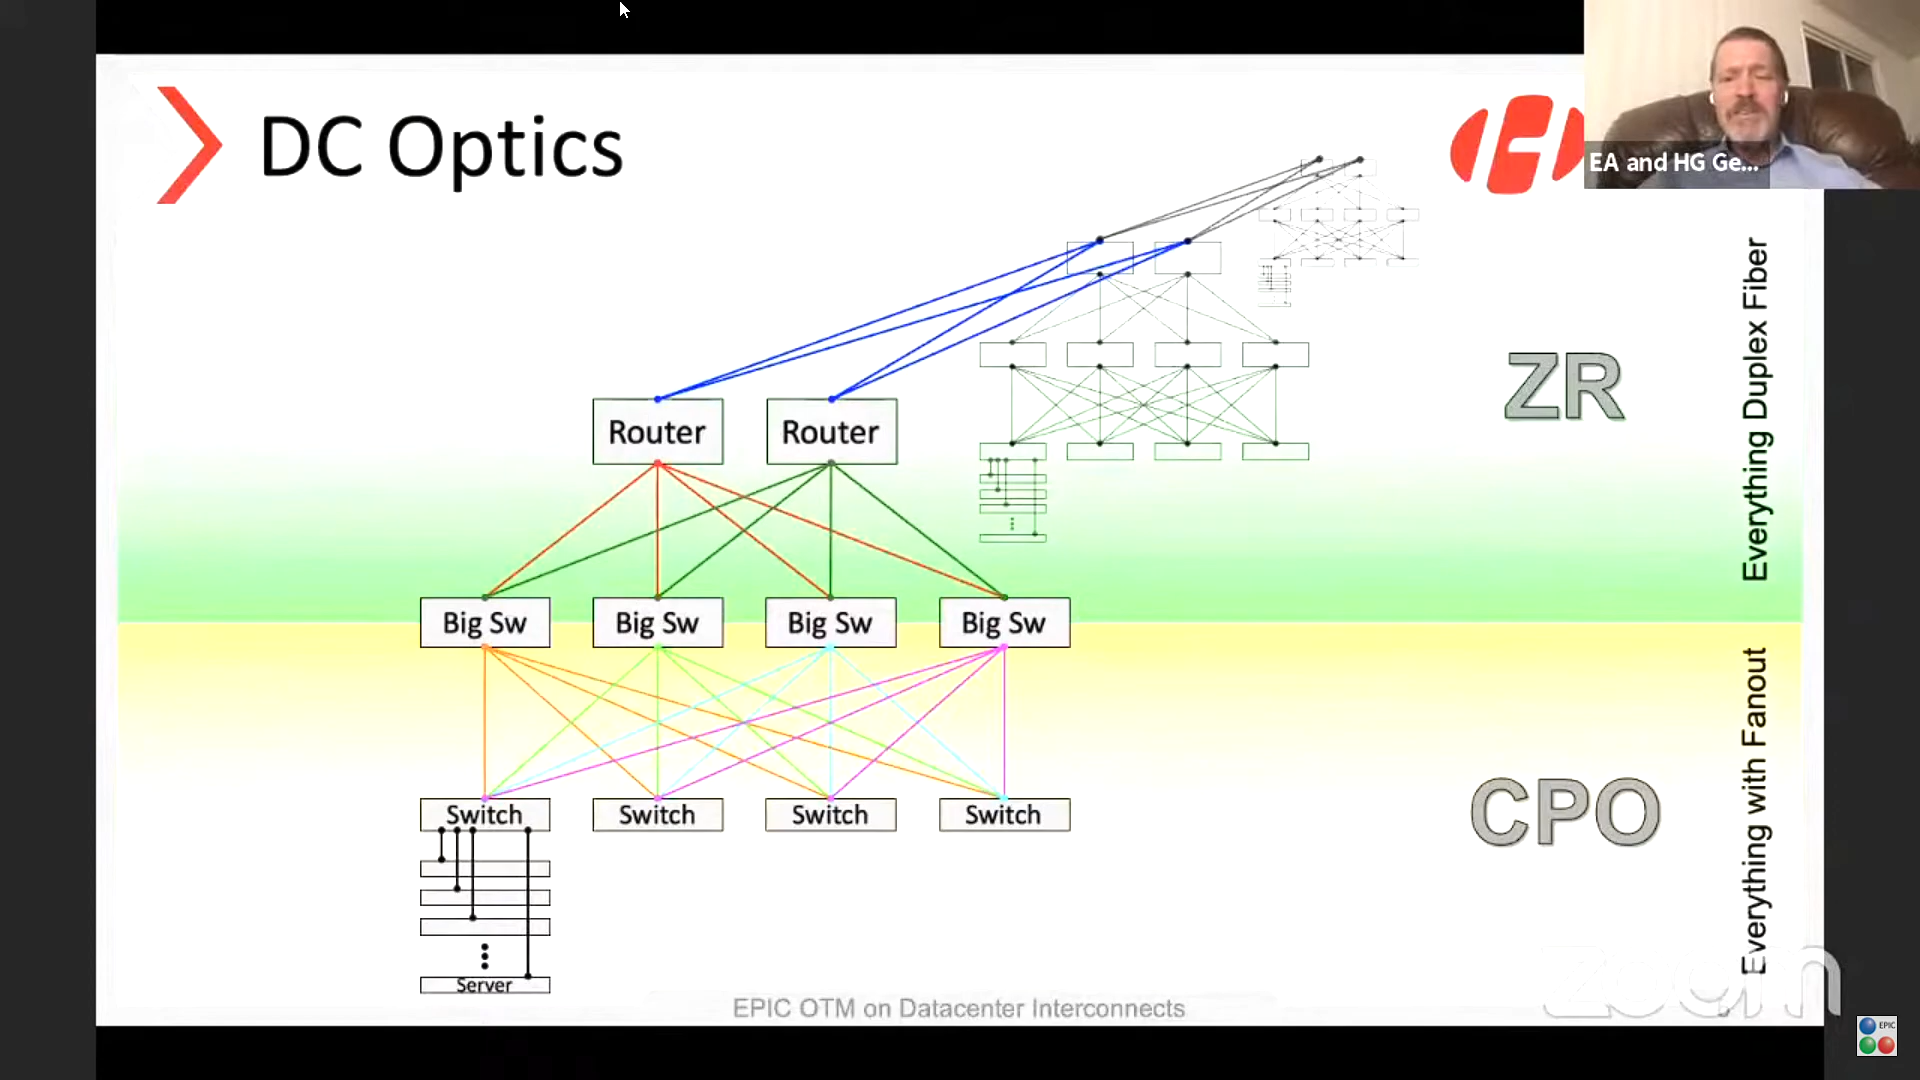 DC Optics
EA and HG Ge...
Router
Router
ZR
Everything Duplex Fiber
Big Sw
Big Sw
Big Sw
Big Sw
Switch
Switch
Switch
Switch
CPO
Everything with Fanout
Server
EPIC OTM on Datacenter Interconnects
zoom
EPIC